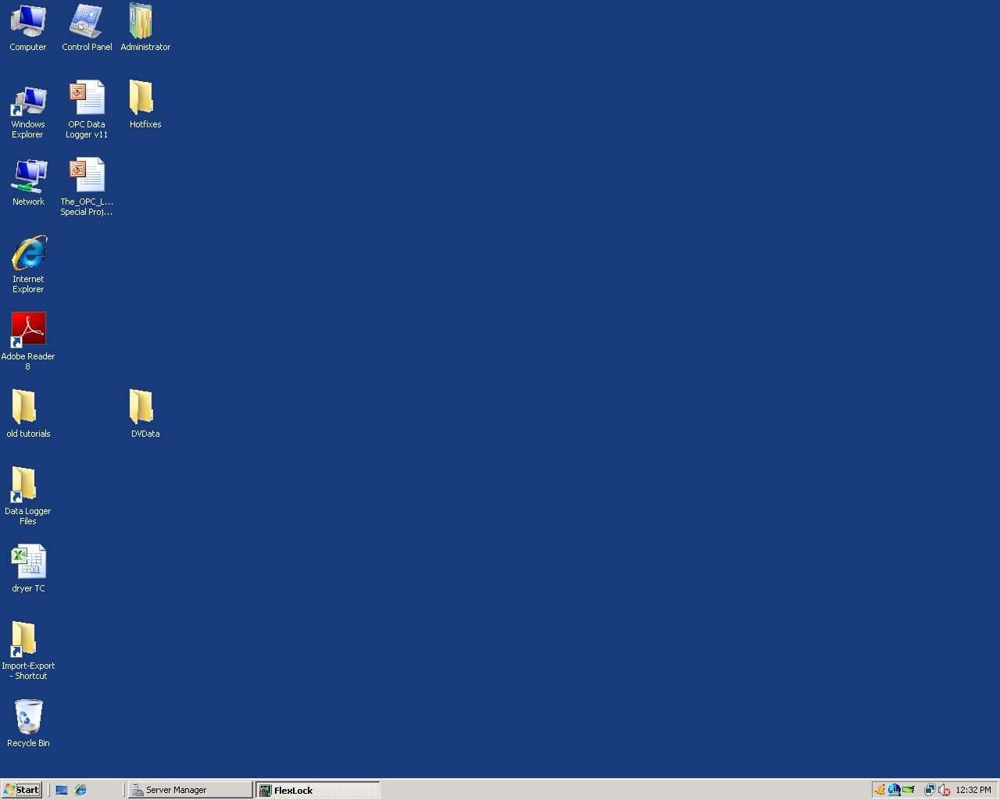 Computer
Control Panel
Administrator
Windows
Explorer
OPC Data
Logger v11
Hotfixes
Network
The_OPC_L...
Special Proj...
Internet
Explorer
Adobe Reader
8
old tutorials
DVData
Data Logger
Files
dryer TC
Import-Export
- Shortcut
Recycle Bin
Start
Server Manager
FlexLock
12:32 PM